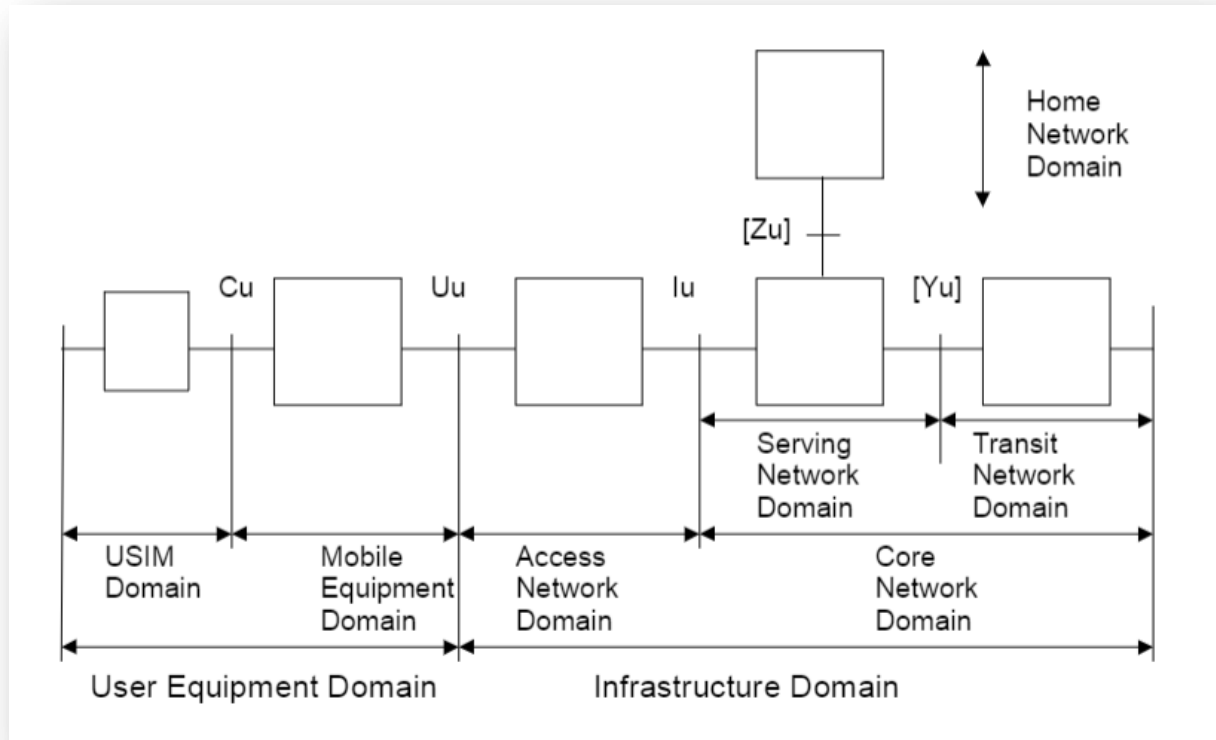 Home
Network
Domain
[Zu]
Cu
Uu
Iu
[Yu]
Serving
Network
Domain
Transit
Network
Domain
USIM
Domain
Mobile
Equipment
Domain
Access
Network
Domain
Core
Network
Domain
User Equipment Domain
Infrastructure Domain